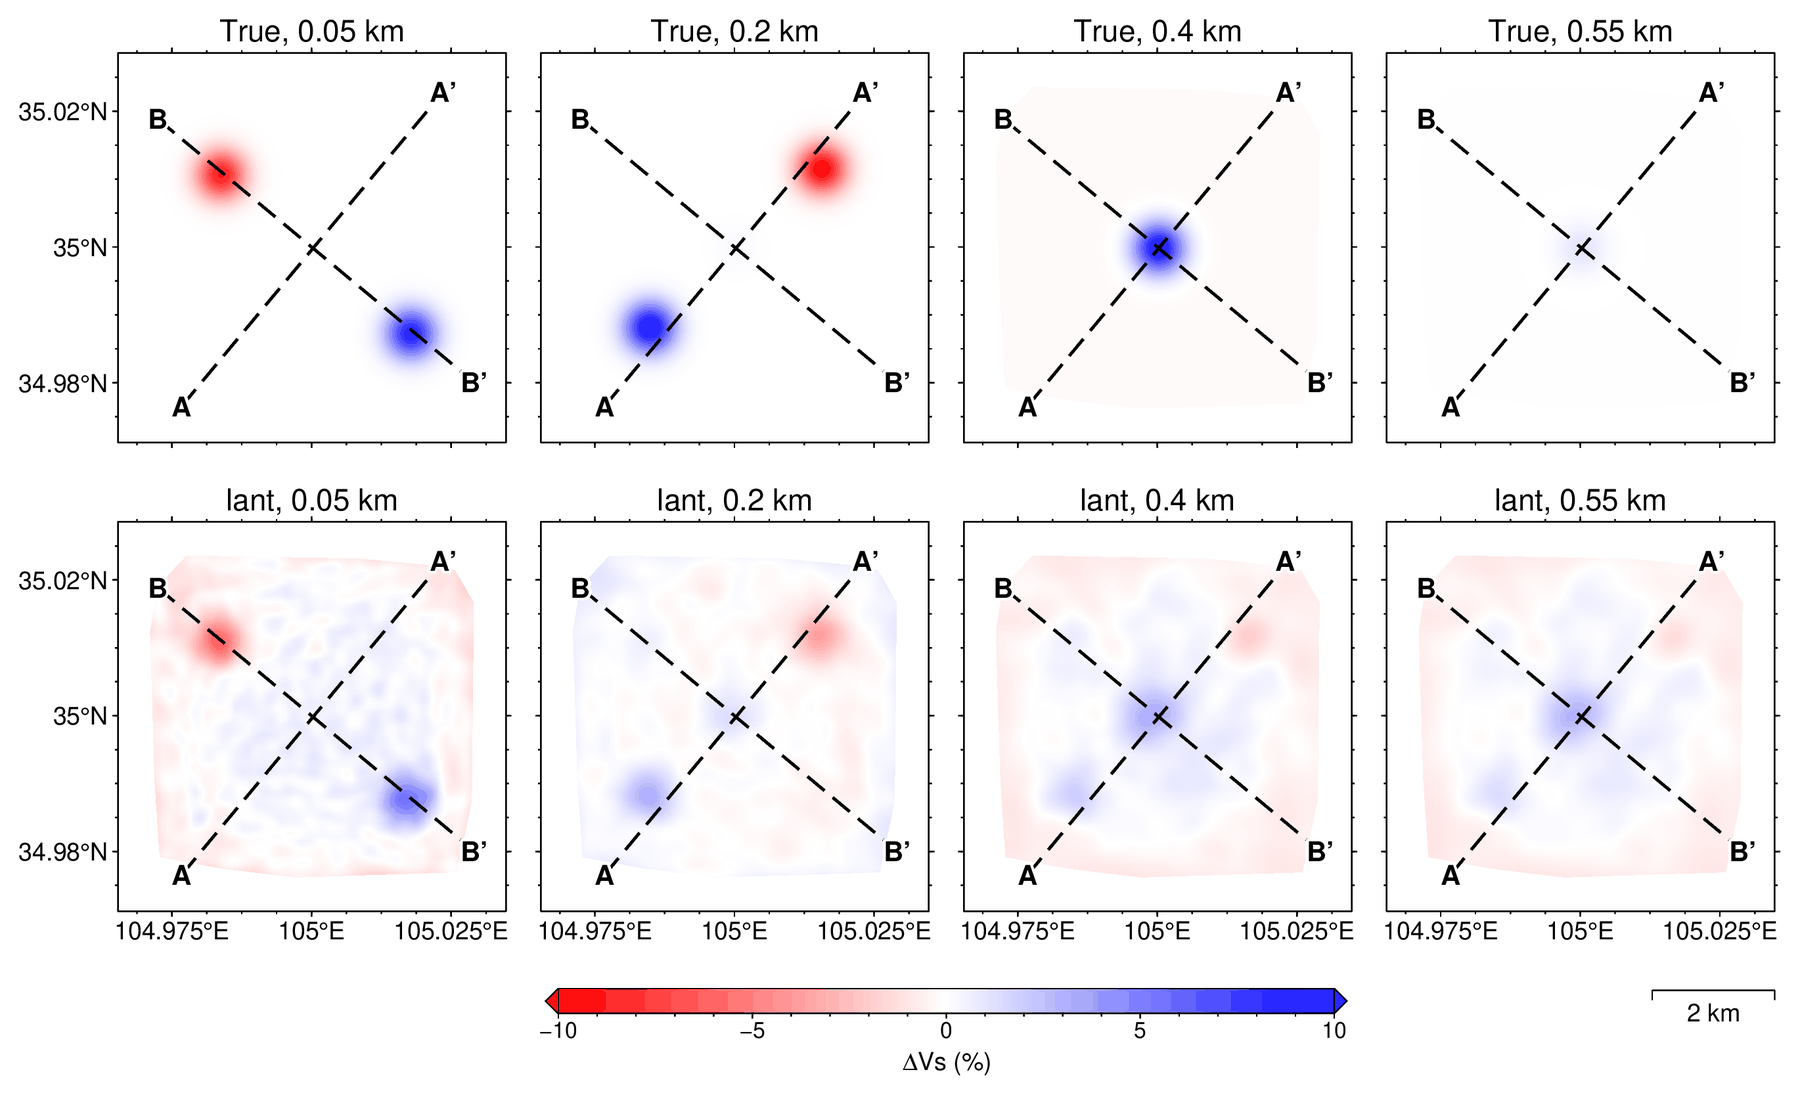 True, 0.05 km True, 0.2 km True, 0.4 km True, 0.55 km
A’ A’ A’ A’
35.02°N B B B B
35°N
34.98°N B’ B’ B’ B’
A A A A
lant, 0.05 km lant, 0.2 km lant, 0.4 km lant, 0.55 km
A’ A’ A’ A’
35.02°N B B B B
35°N
34.98°N B’ B’ B’ B’
A A A A
104.975°E 105°E 105.025°E 104.975°E 105°E 105.025°E 104.975°E 105°E 105.025°E 104.975°E 105°E 105.025°E
−10 −5 0 5 10
2 km
ΔVs (%)